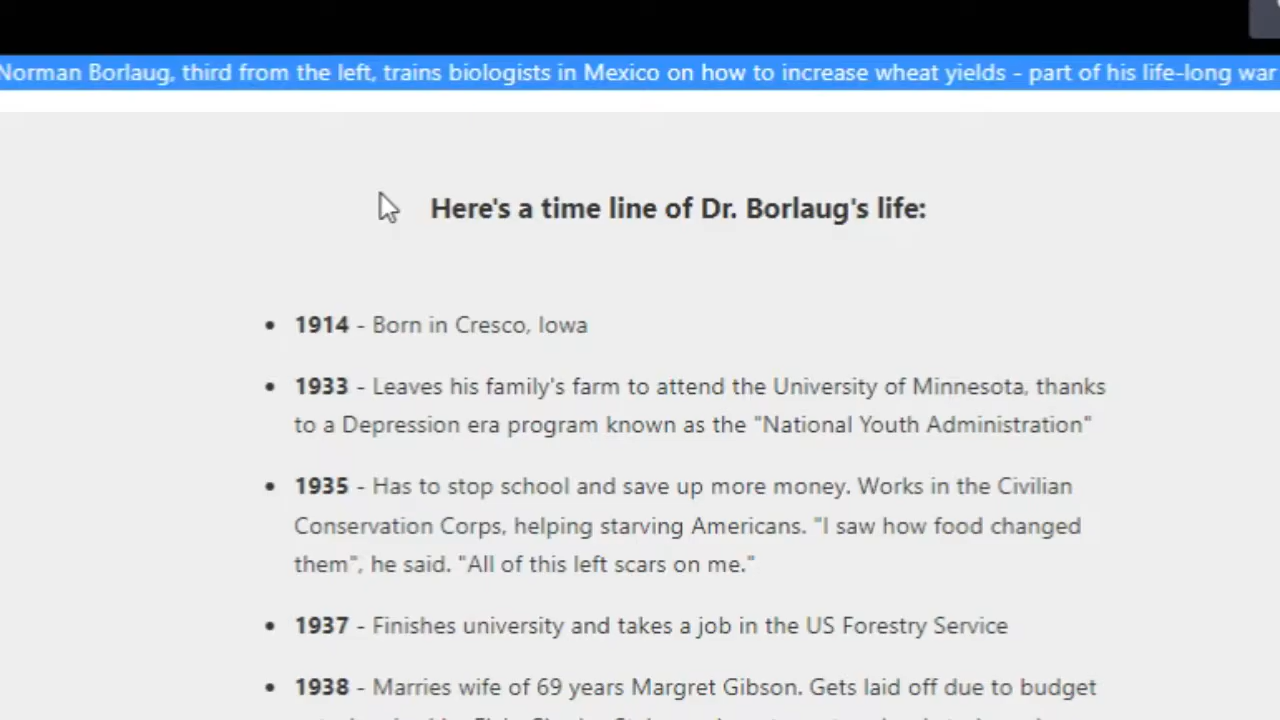 Norman Borlaug, third from the left, trains biologists in Mexico on how to increase wheat yields - part of his life-long war
Here's a time line of Dr. Borlaug's life:
• 1914 - Born in Cresco, Iowa
• 1933 - Leaves his family's farm to attend the University of Minnesota, thanks
to a Depression era program known as the "National Youth Administration"
• 1935 - Has to stop school and save up more money. Works in the Civilian
Conservation Corps, helping starving Americans. "I saw how food changed
them", he said. "All of this left scars on me."
• 1937 - Finishes university and takes a job in the US Forestry Service
• 1938 - Marries wife of 69 years Margret Gibson. Gets laid off due to budget